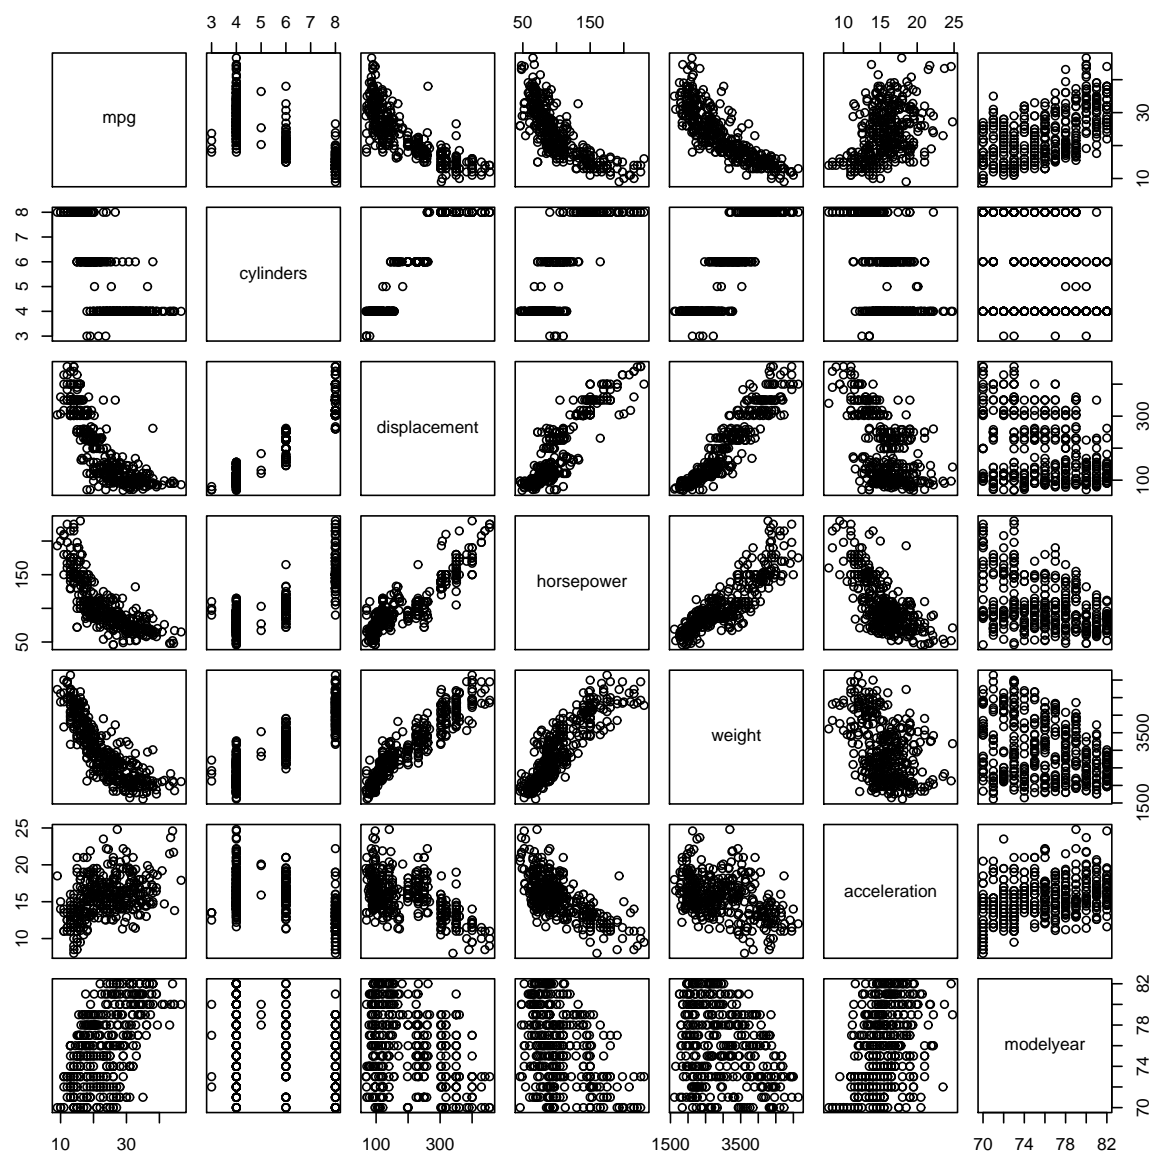 3 4 5 6 7 8 50 150 10 15 20 25
mpg
10 30
cylinders
3 4 5 6 7 8
displacement
100 300
horsepower
50 150
weight
1500 3500
acceleration
10 15 20 25
modelyear
70 74 78 82
10 30 100 300 1500 3500 70 74 78 82